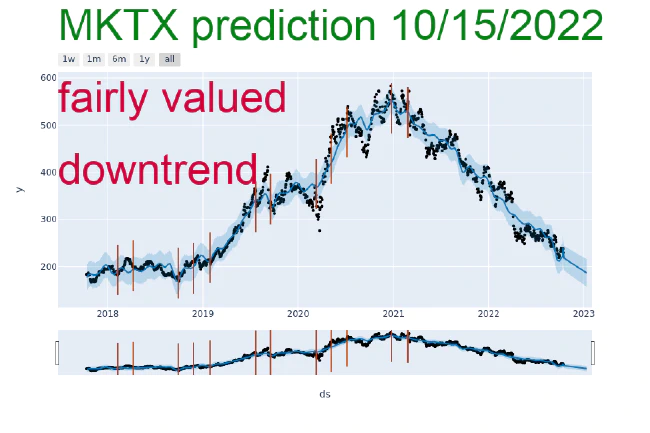 MKTX prediction 10/15/2022
1w 1m 6m 1y all
fairly valued
downtrend
600
500
400
300
200
y
2018 2019 2020 2021 2022 2023
ds